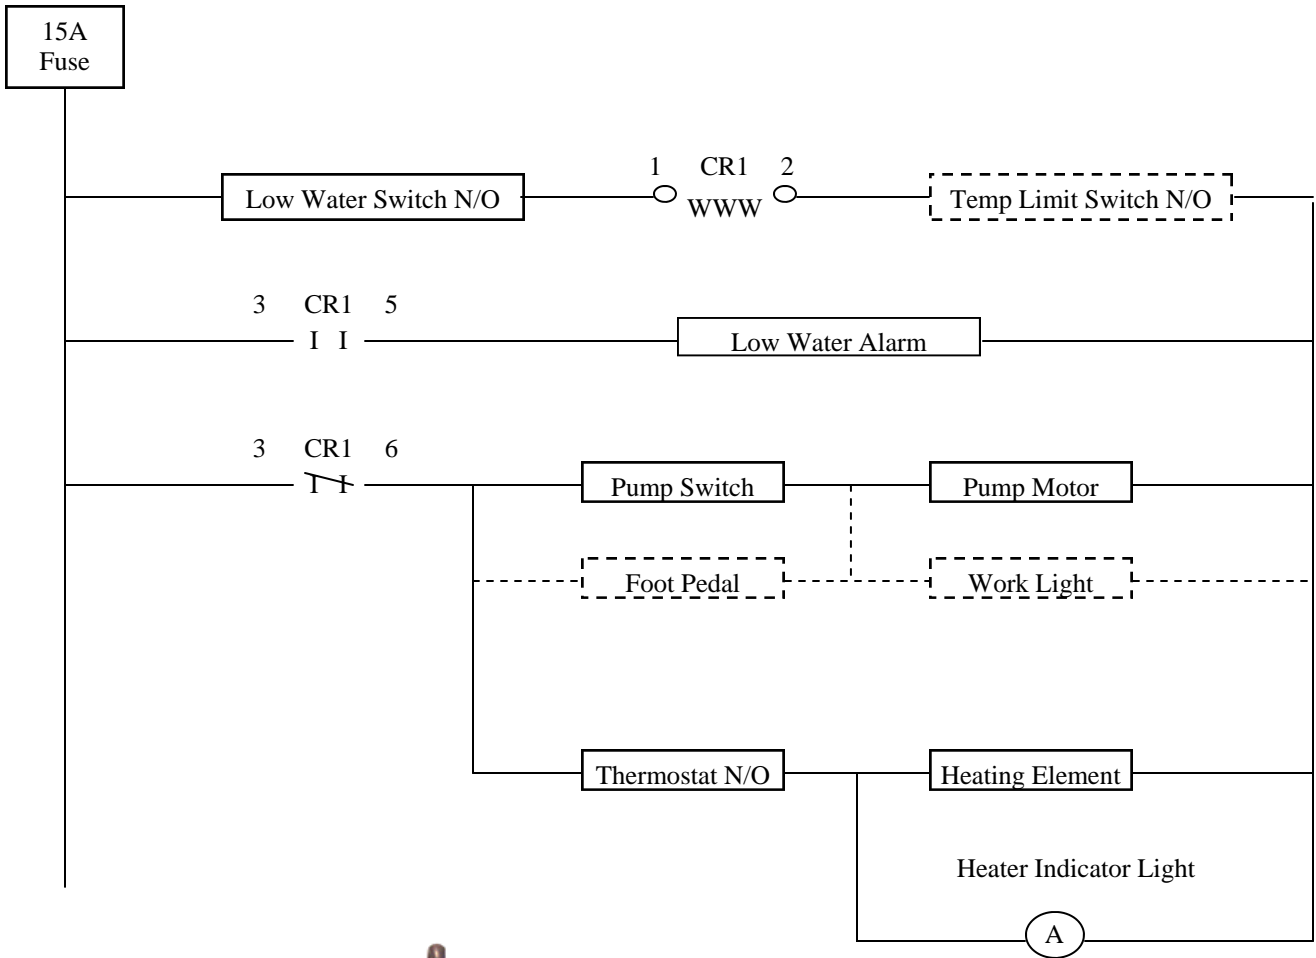 15A
Fuse
1 CR1 2
Low Water Switch N/O
WWW
Temp Limit Switch N/O
3 CR1 5
I I
Low Water Alarm
3 CR1 6
I I
Pump Switch
Pump Motor
Foot Pedal
Work Light
Thermostat N/O
Heating Element
Heater Indicator Light
A